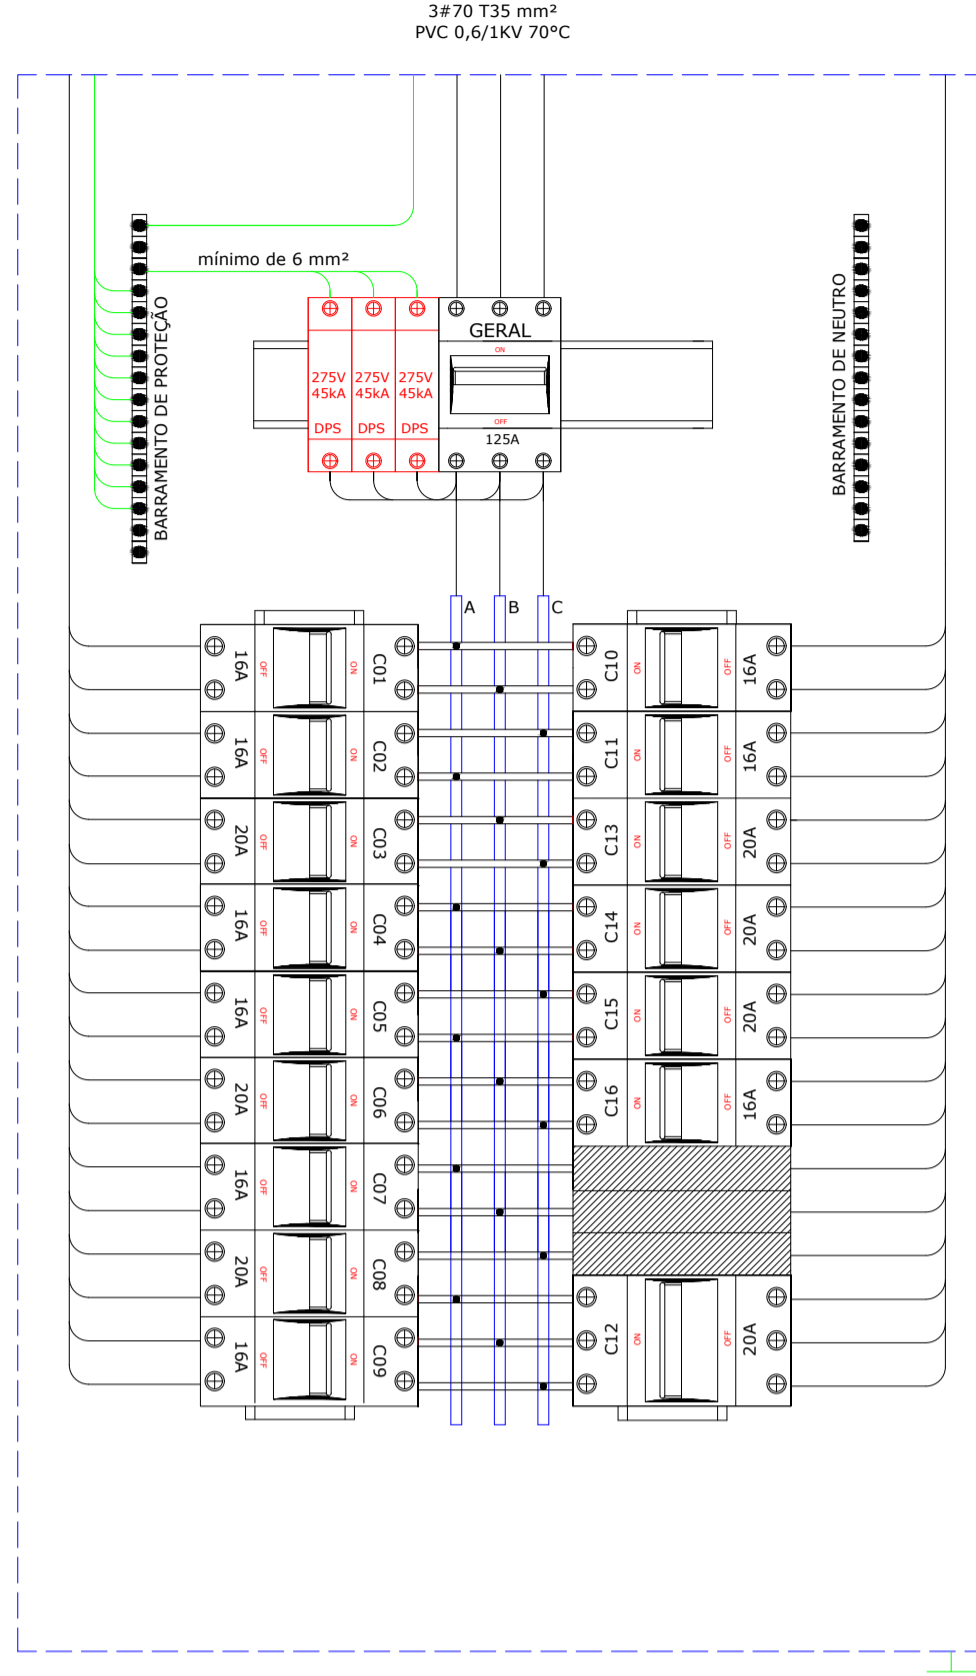 3#70 T35 mm²
PVC 0,6/1KV 70°C
mínimo de 6 mm²
BARRAMENTO DE PROTEÇÃO
BARRAMENTO DE NEUTRO
275V
45kA
DPS
275V
45kA
DPS
275V
45kA
DPS
GERAL
ON
OFF
125A
A B C
16A OFF ON C01
C10 ON OFF 16A
16A OFF ON C02
C11 ON OFF 16A
20A OFF ON C03
C13 ON OFF 20A
16A OFF ON C04
C14 ON OFF 20A
16A OFF ON C05
C15 ON OFF 20A
20A OFF ON C06
C16 ON OFF 16A
16A OFF ON C07
20A OFF ON C08
16A OFF ON C09
C12 ON OFF 20A